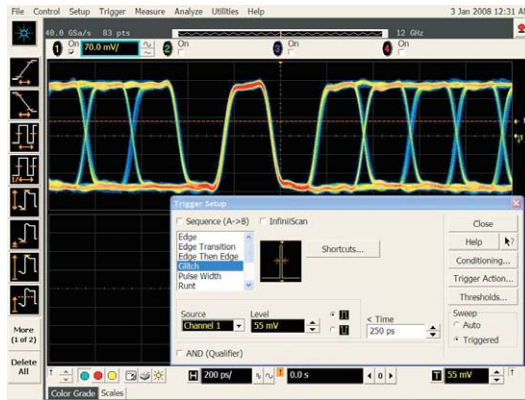 File Control Setup Trigger Measure Analyze Utilities Help 3 Jan 2008 12:31 AM
40.0 GSa/s 83 pts 12 GHz
1 On 70.0 mV/ 2 On 3 On 4 On
Trigger Setup
Sequence (A->B) InfiniiScan
Edge
Edge Transition
Edge Then Edge
Glitch
Pulse Width
Runt
Shortcuts...
Close
Help
Conditioning...
Trigger Action...
Thresholds...
Source Level
Channel 1 55 mV
< Time
250 ps
Sweep
Auto
Triggered
AND (Qualifier)
More
(1 of 2)
Delete
All
H 200 ps/ 0.0 s 0 T 55 mV
Color Grade Scales